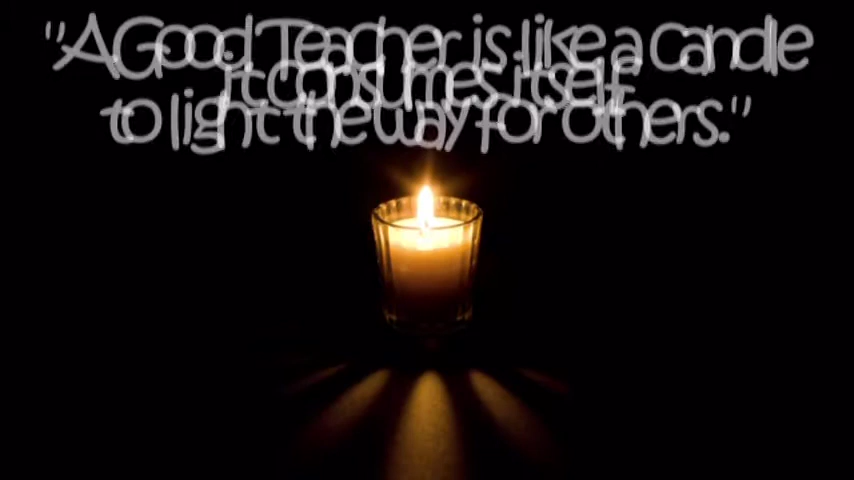 "A Good Teacher is like a candle
it consumes itself
to light the way for others."